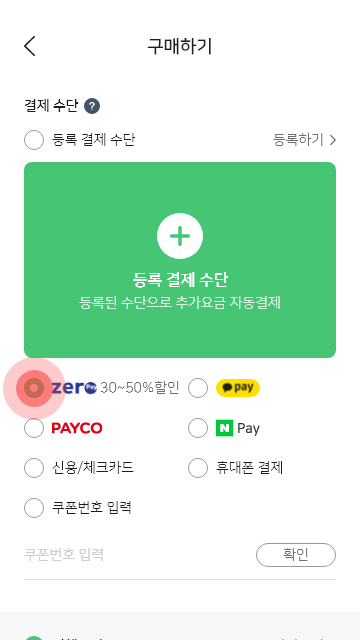 구매하기
결제 수단 ?
등록 결제 수단 등록하기
등록 결제 수단
등록된 수단으로 추가요금 자동결제
zero Pay 30~50%할인 pay
PAYCO N Pay
신용/체크카드 휴대폰 결제
쿠폰번호 입력
쿠폰번호 입력 확인